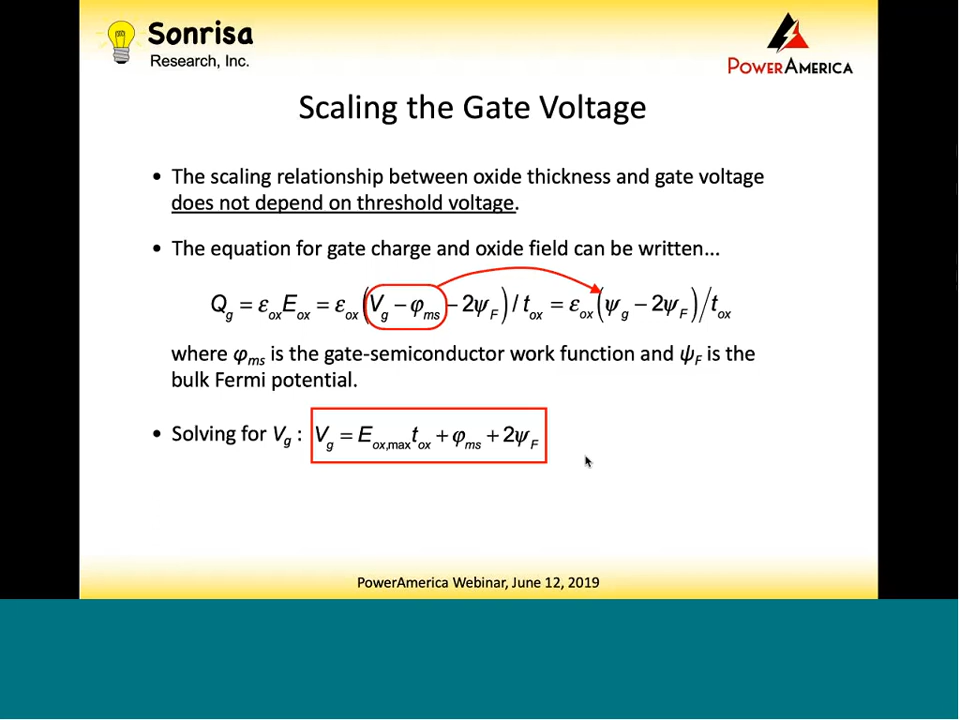 Sonrisa
Research, Inc.
POWERAMERICA
Scaling the Gate Voltage
• The scaling relationship between oxide thickness and gate voltage
does not depend on threshold voltage.
• The equation for gate charge and oxide field can be written...
Q_g = ε_ox E_ox = ε_ox (V_g − φ_ms − 2ψ_F) / t_ox = ε_ox (ψ_g − 2ψ_F) / t_ox
where φ_ms is the gate-semiconductor work function and ψ_F is the
bulk Fermi potential.
• Solving for V_g : V_g = E_ox,max t_ox + φ_ms + 2ψ_F
PowerAmerica Webinar, June 12, 2019